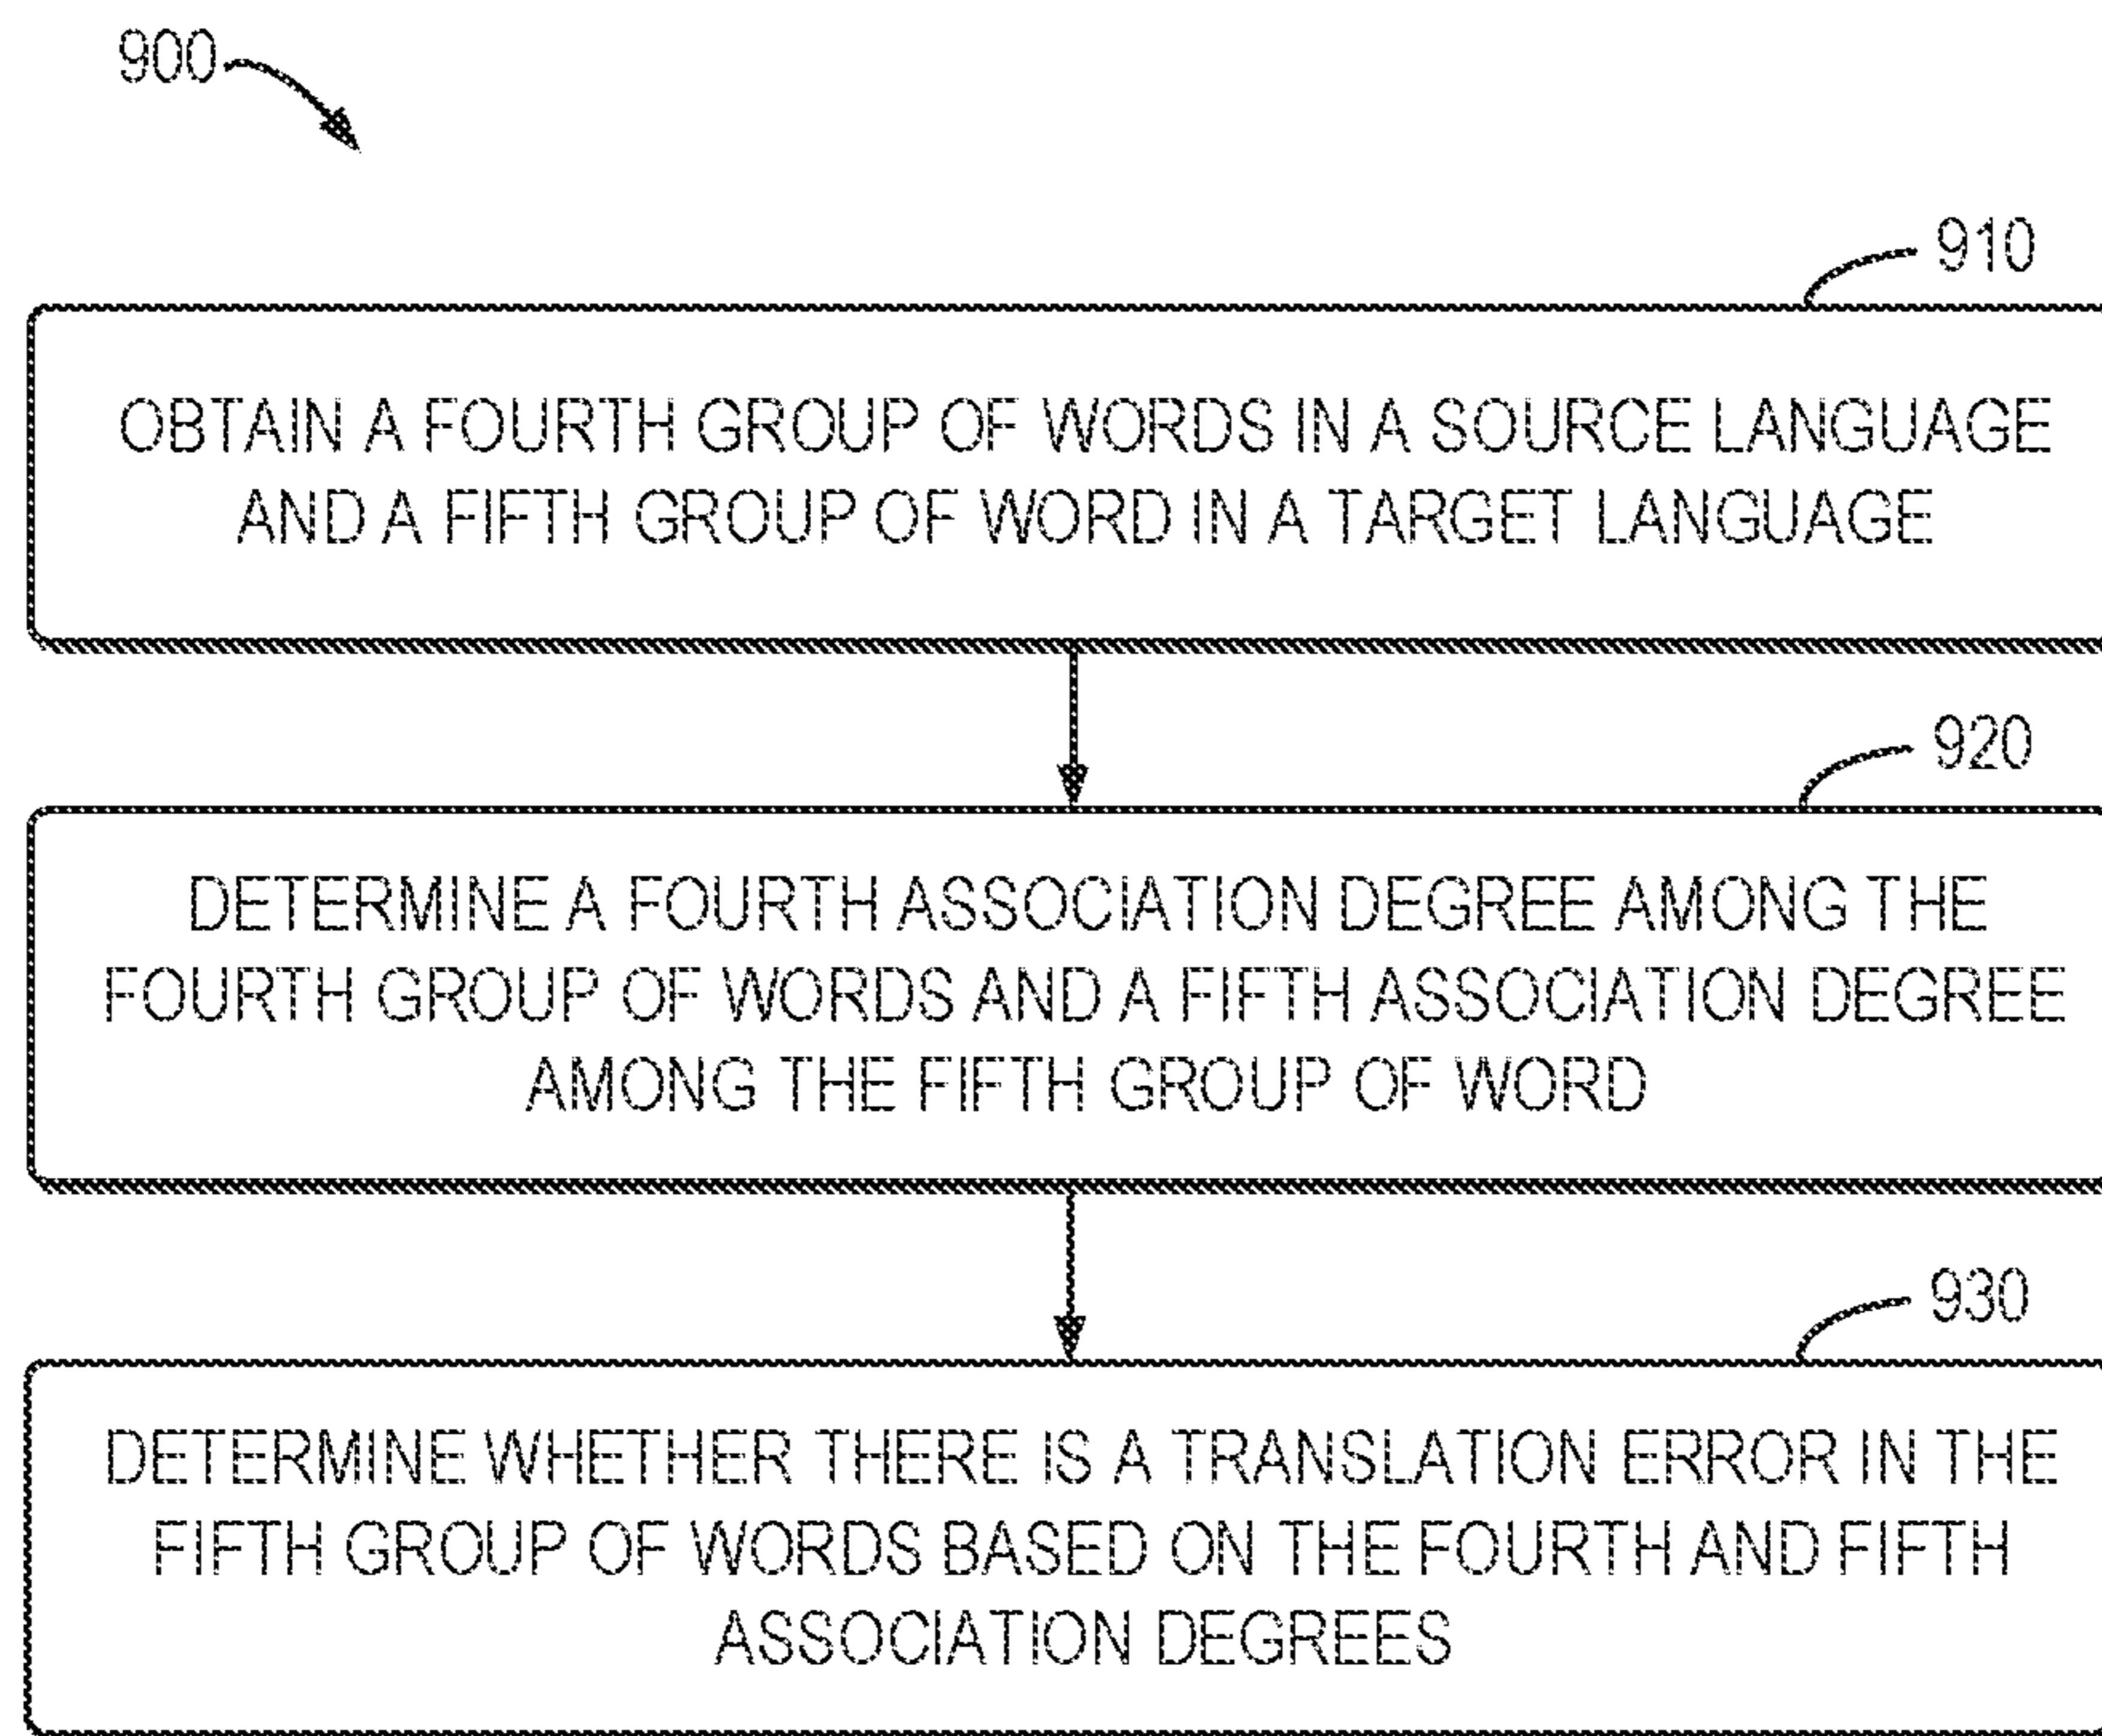 900
910
OBTAIN A FOURTH GROUP OF WORDS IN A SOURCE LANGUAGE
AND A FIFTH GROUP OF WORD IN A TARGET LANGUAGE
920
DETERMINE A FOURTH ASSOCIATION DEGREE AMONG THE
FOURTH GROUP OF WORDS AND A FIFTH ASSOCIATION DEGREE
AMONG THE FIFTH GROUP OF WORD
930
DETERMINE WHETHER THERE IS A TRANSLATION ERROR IN THE
FIFTH GROUP OF WORDS BASED ON THE FOURTH AND FIFTH
ASSOCIATION DEGREES